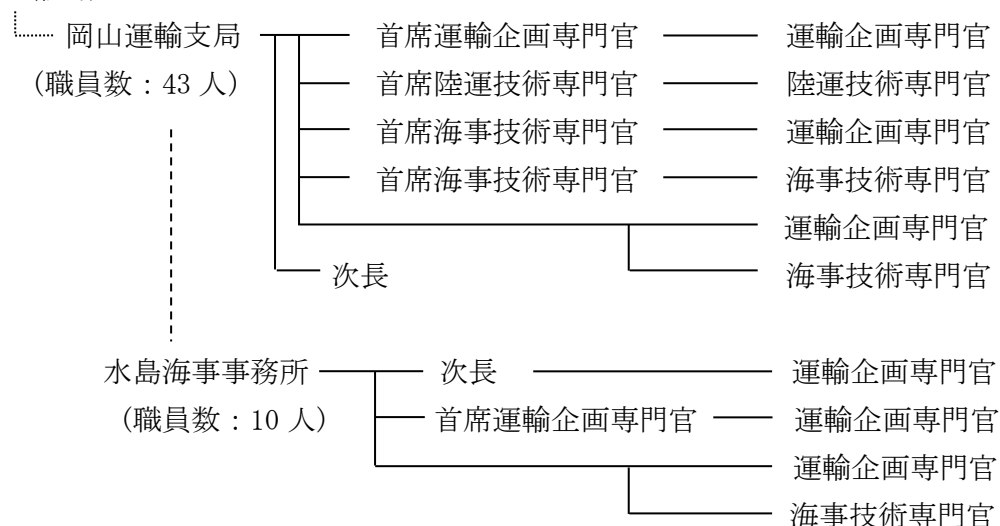 岡山運輸支局 首席運輸企画専門官 運輸企画専門官
(職員数：43 人) 首席陸運技術専門官 陸運技術専門官
首席海事技術専門官 運輸企画専門官
首席海事技術専門官 海事技術専門官
運輸企画専門官
次長 海事技術専門官
水島海事事務所 次長 運輸企画専門官
(職員数：10 人) 首席運輸企画専門官 運輸企画専門官
運輸企画専門官
海事技術専門官